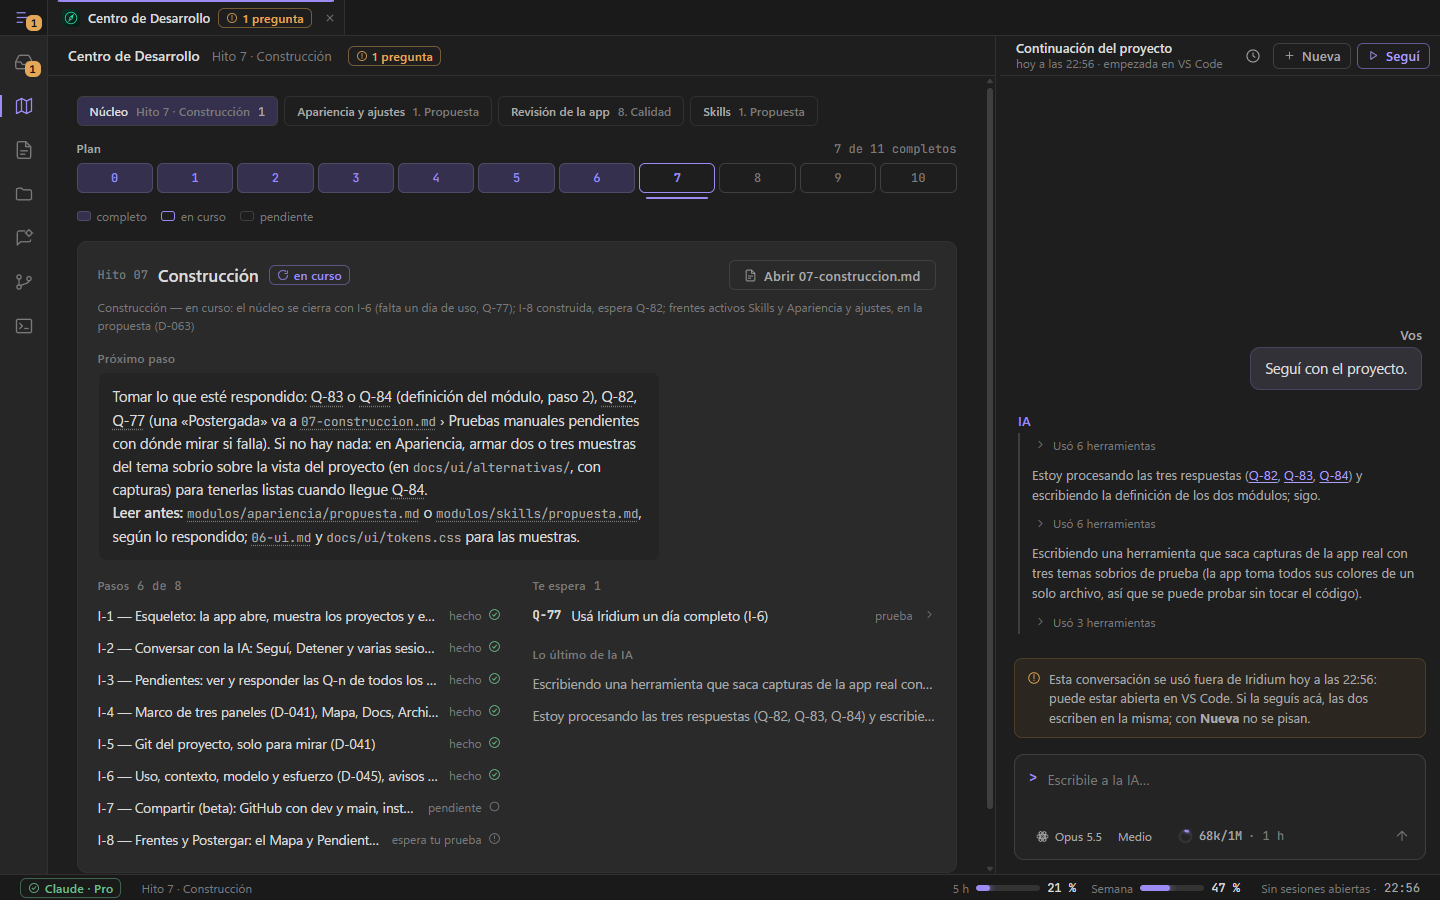 1
Centro de Desarrollo 1 pregunta ×
1
Centro de Desarrollo Hito 7 · Construcción 1 pregunta
Núcleo Hito 7 · Construcción 1
Apariencia y ajustes 1. Propuesta
Revisión de la app 8. Calidad
Skills 1. Propuesta
Plan 7 de 11 completos
0 1 2 3 4 5 6 7 8 9 10
completo en curso pendiente
Hito 07 Construcción en curso
Abrir 07-construccion.md
Construcción — en curso: el núcleo se cierra con I-6 (falta un día de uso, Q-77); I-8 construida, espera Q-82; frentes activos Skills y Apariencia y ajustes, en la
propuesta (D-063)
Próximo paso
Tomar lo que esté respondido: Q-83 o Q-84 (definición del módulo, paso 2), Q-82,
Q-77 (una «Postergada» va a 07-construccion.md › Pruebas manuales pendientes
con dónde mirar si falla). Si no hay nada: en Apariencia, armar dos o tres muestras
del tema sobrio sobre la vista del proyecto (en docs/ui/alternativas/, con
capturas) para tenerlas listas cuando llegue Q-84.
Leer antes: modulos/apariencia/propuesta.md o modulos/skills/propuesta.md,
según lo respondido; 06-ui.md y docs/ui/tokens.css para las muestras.
Pasos 6 de 8
I-1 — Esqueleto: la app abre, muestra los proyectos y e... hecho
I-2 — Conversar con la IA: Seguí, Detener y varias sesio... hecho
I-3 — Pendientes: ver y responder las Q-n de todos los ... hecho
I-4 — Marco de tres paneles (D-041), Mapa, Docs, Archi... hecho
I-5 — Git del proyecto, solo para mirar (D-041) hecho
I-6 — Uso, contexto, modelo y esfuerzo (D-045), avisos ... hecho
I-7 — Compartir (beta): GitHub con dev y main, inst... pendiente
I-8 — Frentes y Postergar: el Mapa y Pendient... espera tu prueba
Te espera 1
Q-77 Usá Iridium un día completo (I-6) prueba
Lo último de la IA
Escribiendo una herramienta que saca capturas de la app real con...
Estoy procesando las tres respuestas (Q-82, Q-83, Q-84) y escribie...
Continuación del proyecto
hoy a las 22:56 · empezada en VS Code
+ Nueva
Seguí
Vos
Seguí con el proyecto.
IA
Usó 6 herramientas
Estoy procesando las tres respuestas (Q-82, Q-83, Q-84) y
escribiendo la definición de los dos módulos; sigo.
Usó 6 herramientas
Escribiendo una herramienta que saca capturas de la app real con
tres temas sobrios de prueba (la app toma todos sus colores de un
solo archivo, así que se puede probar sin tocar el código).
Usó 3 herramientas
Esta conversación se usó fuera de Iridium hoy a las 22:56:
puede estar abierta en VS Code. Si la seguís acá, las dos
escriben en la misma; con Nueva no se pisan.
> Escribile a la IA...
Opus 5.5 Medio 68k/1M · 1 h
Claude · Pro Hito 7 · Construcción
5 h 21 % Semana 47 % Sin sesiones abiertas · 22:56